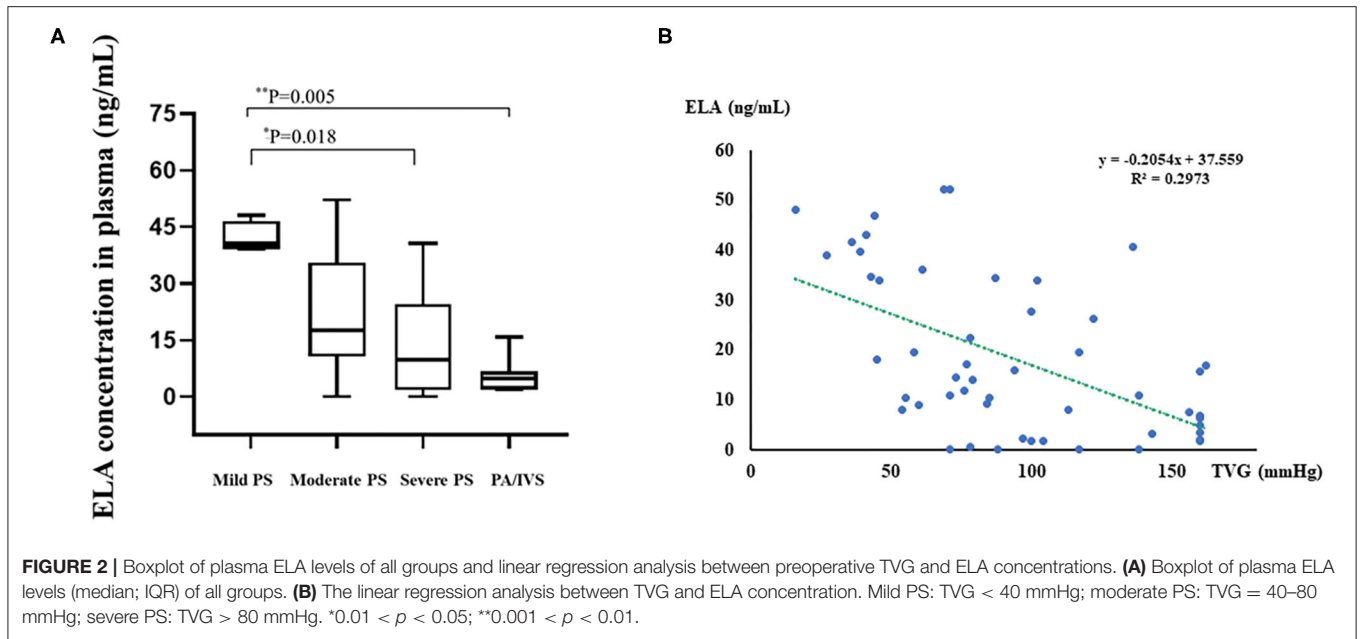 A
ELA concentration in plasma (ng/mL)
**P=0.005
*P=0.018
75
60
45
30
15
0
Mild PS Moderate PS Severe PS PA/IVS
B
ELA (ng/mL)
60
50
40
30
20
10
0
y = -0.2054x + 37.559
R² = 0.2973
0 50 100 150 TVG (mmHg)
FIGURE 2 | Boxplot of plasma ELA levels of all groups and linear regression analysis between preoperative TVG and ELA concentrations. (A) Boxplot of plasma ELA
levels (median; IQR) of all groups. (B) The linear regression analysis between TVG and ELA concentration. Mild PS: TVG < 40 mmHg; moderate PS: TVG = 40–80
mmHg; severe PS: TVG > 80 mmHg. *0.01 < p < 0.05; **0.001 < p < 0.01.